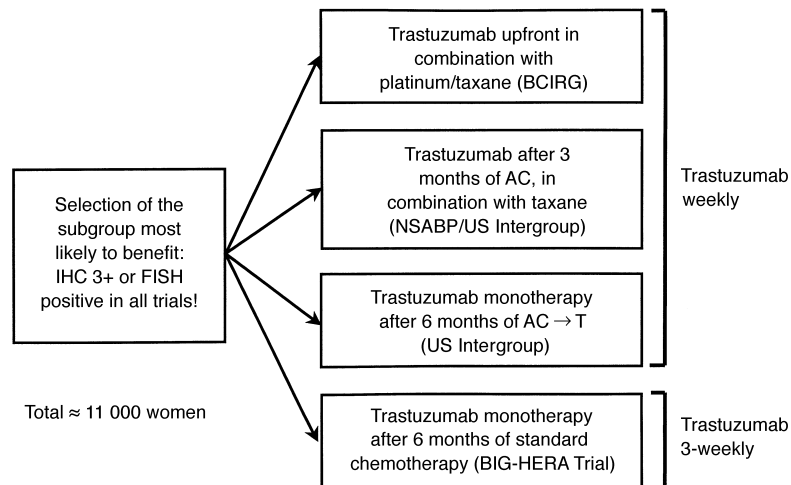 Selection of the
subgroup most
likely to benefit:
IHC 3+ or FISH
positive in all trials!
Total ≈ 11 000 women
Trastuzumab upfront in
combination with
platinum/taxane (BCIRG)
Trastuzumab after 3
months of AC, in
combination with taxane
(NSABP/US Intergroup)
Trastuzumab monotherapy
after 6 months of AC → T
(US Intergroup)
Trastuzumab monotherapy
after 6 months of standard
chemotherapy (BIG-HERA Trial)
Trastuzumab
weekly
Trastuzumab
3-weekly